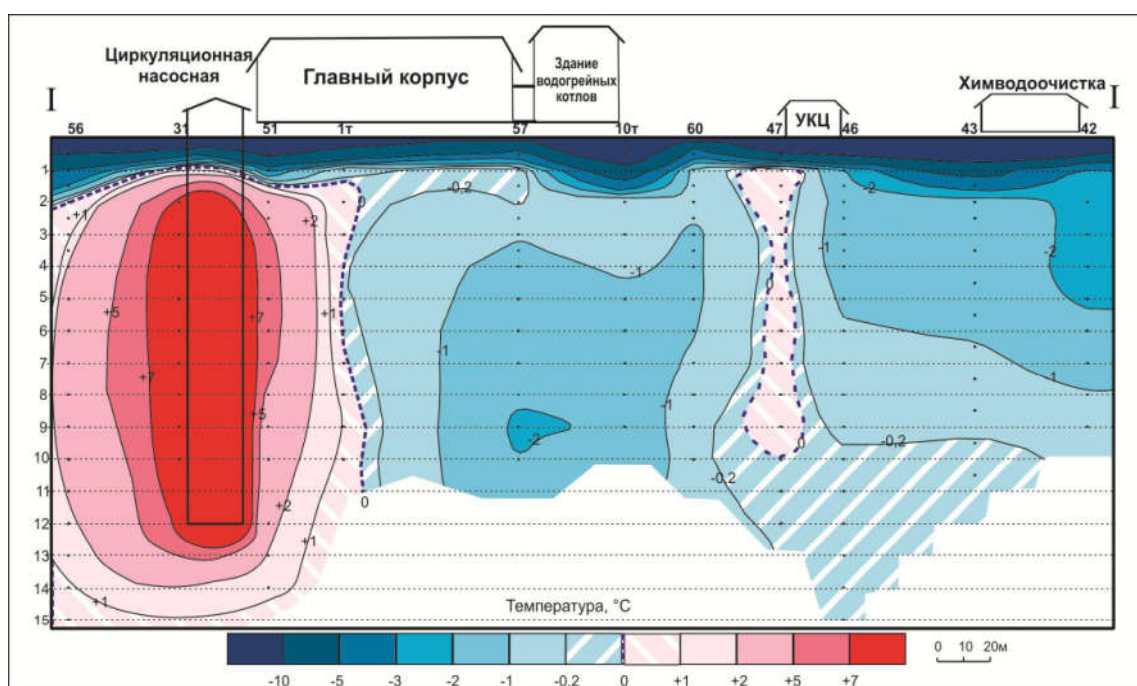 Циркуляционная
насосная
Главный корпус
Здание
водогрейных
котлов
УКЦ
Химводоочистка
I I
56 31 51 1т 57 10т 60 47 46 43 42
1
2
3
4
5
6
7
8
9
10
11
12
13
14
15
+1 +2 0 -0,2 -2
-1 -1 -2
+5 +7 +1 0
+7 -1 -1
+5 -2 -1 0 -0,2
+2 0 -0,2
+1
+1
Температура, °C
-10 -5 -3 -2 -1 -0,2 0 +1 +2 +5 +7
0 10 20м